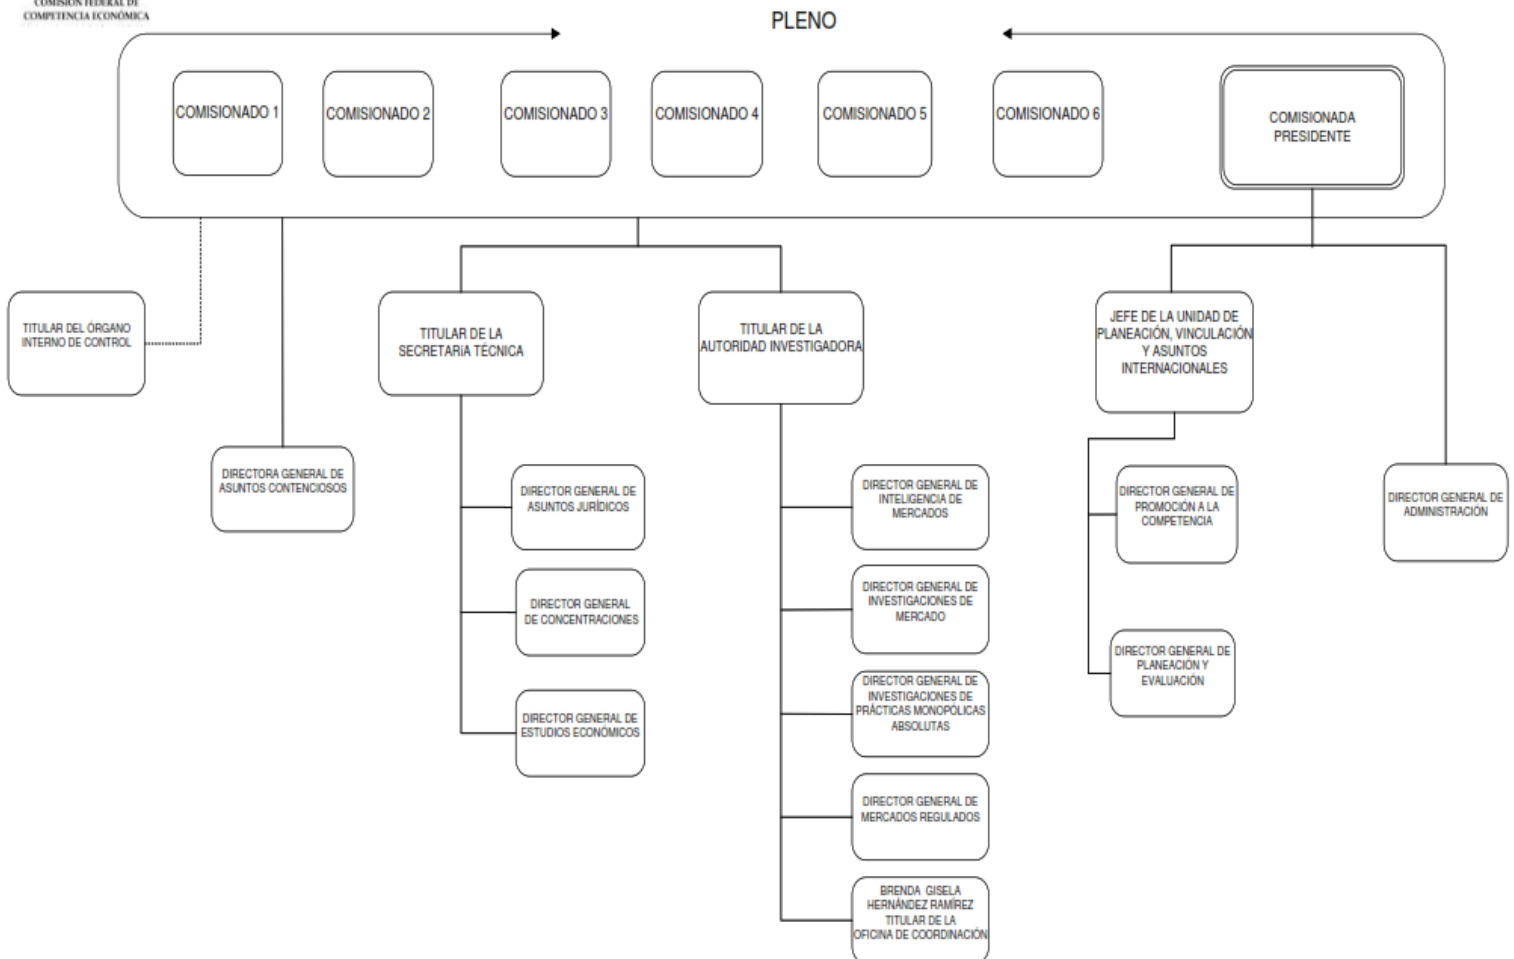 COMISIÓN FEDERAL DE
COMPETENCIA ECONÓMICA
PLENO
COMISIONADO 1
COMISIONADO 2
COMISIONADO 3
COMISIONADO 4
COMISIONADO 5
COMISIONADO 6
COMISIONADA
PRESIDENTE
TITULAR DEL ÓRGANO
INTERNO DE CONTROL
TITULAR DE LA
SECRETARíA TÉCNICA
TITULAR DE LA
AUTORIDAD INVESTIGADORA
JEFE DE LA UNIDAD DE
PLANEACIÓN, VINCULACIÓN
Y ASUNTOS
INTERNACIONALES
DIRECTORA GENERAL DE
ASUNTOS CONTENCIOSOS
DIRECTOR GENERAL DE
ASUNTOS JURÍDICOS
DIRECTOR GENERAL
DE CONCENTRACIONES
DIRECTOR GENERAL DE
ESTUDIOS ECONÓMICOS
DIRECTOR GENERAL DE
INTELIGENCIA DE
MERCADOS
DIRECTOR GENERAL DE
INVESTIGACIONES DE
MERCADO
DIRECTOR GENERAL DE
INVESTIGACIONES DE
PRÁCTICAS MONOPÓLICAS
ABSOLUTAS
DIRECTOR GENERAL DE
MERCADOS REGULADOS
BRENDA GISELA
HERNÁNDEZ RAMÍREZ
TITULAR DE LA
OFICINA DE COORDINACIÓN
DIRECTOR GENERAL DE
PROMOCIÓN A LA
COMPETENCIA
DIRECTOR GENERAL DE
PLANEACIÓN Y
EVALUACIÓN
DIRECTOR GENERAL DE
ADMINISTRACIÓN